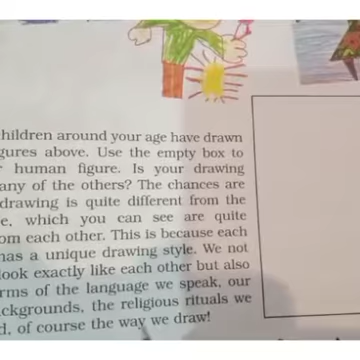 hildren around your age have drawn
gures above. Use the empty box to
human figure. Is your drawing
any of the others? The chances are
drawing is quite different from the
e, which you can see are quite
om each other. This is because each
has a unique drawing style. We not
look exactly like each other but also
rms of the language we speak, our
ckgrounds, the religious rituals we
d, of course the way we draw!